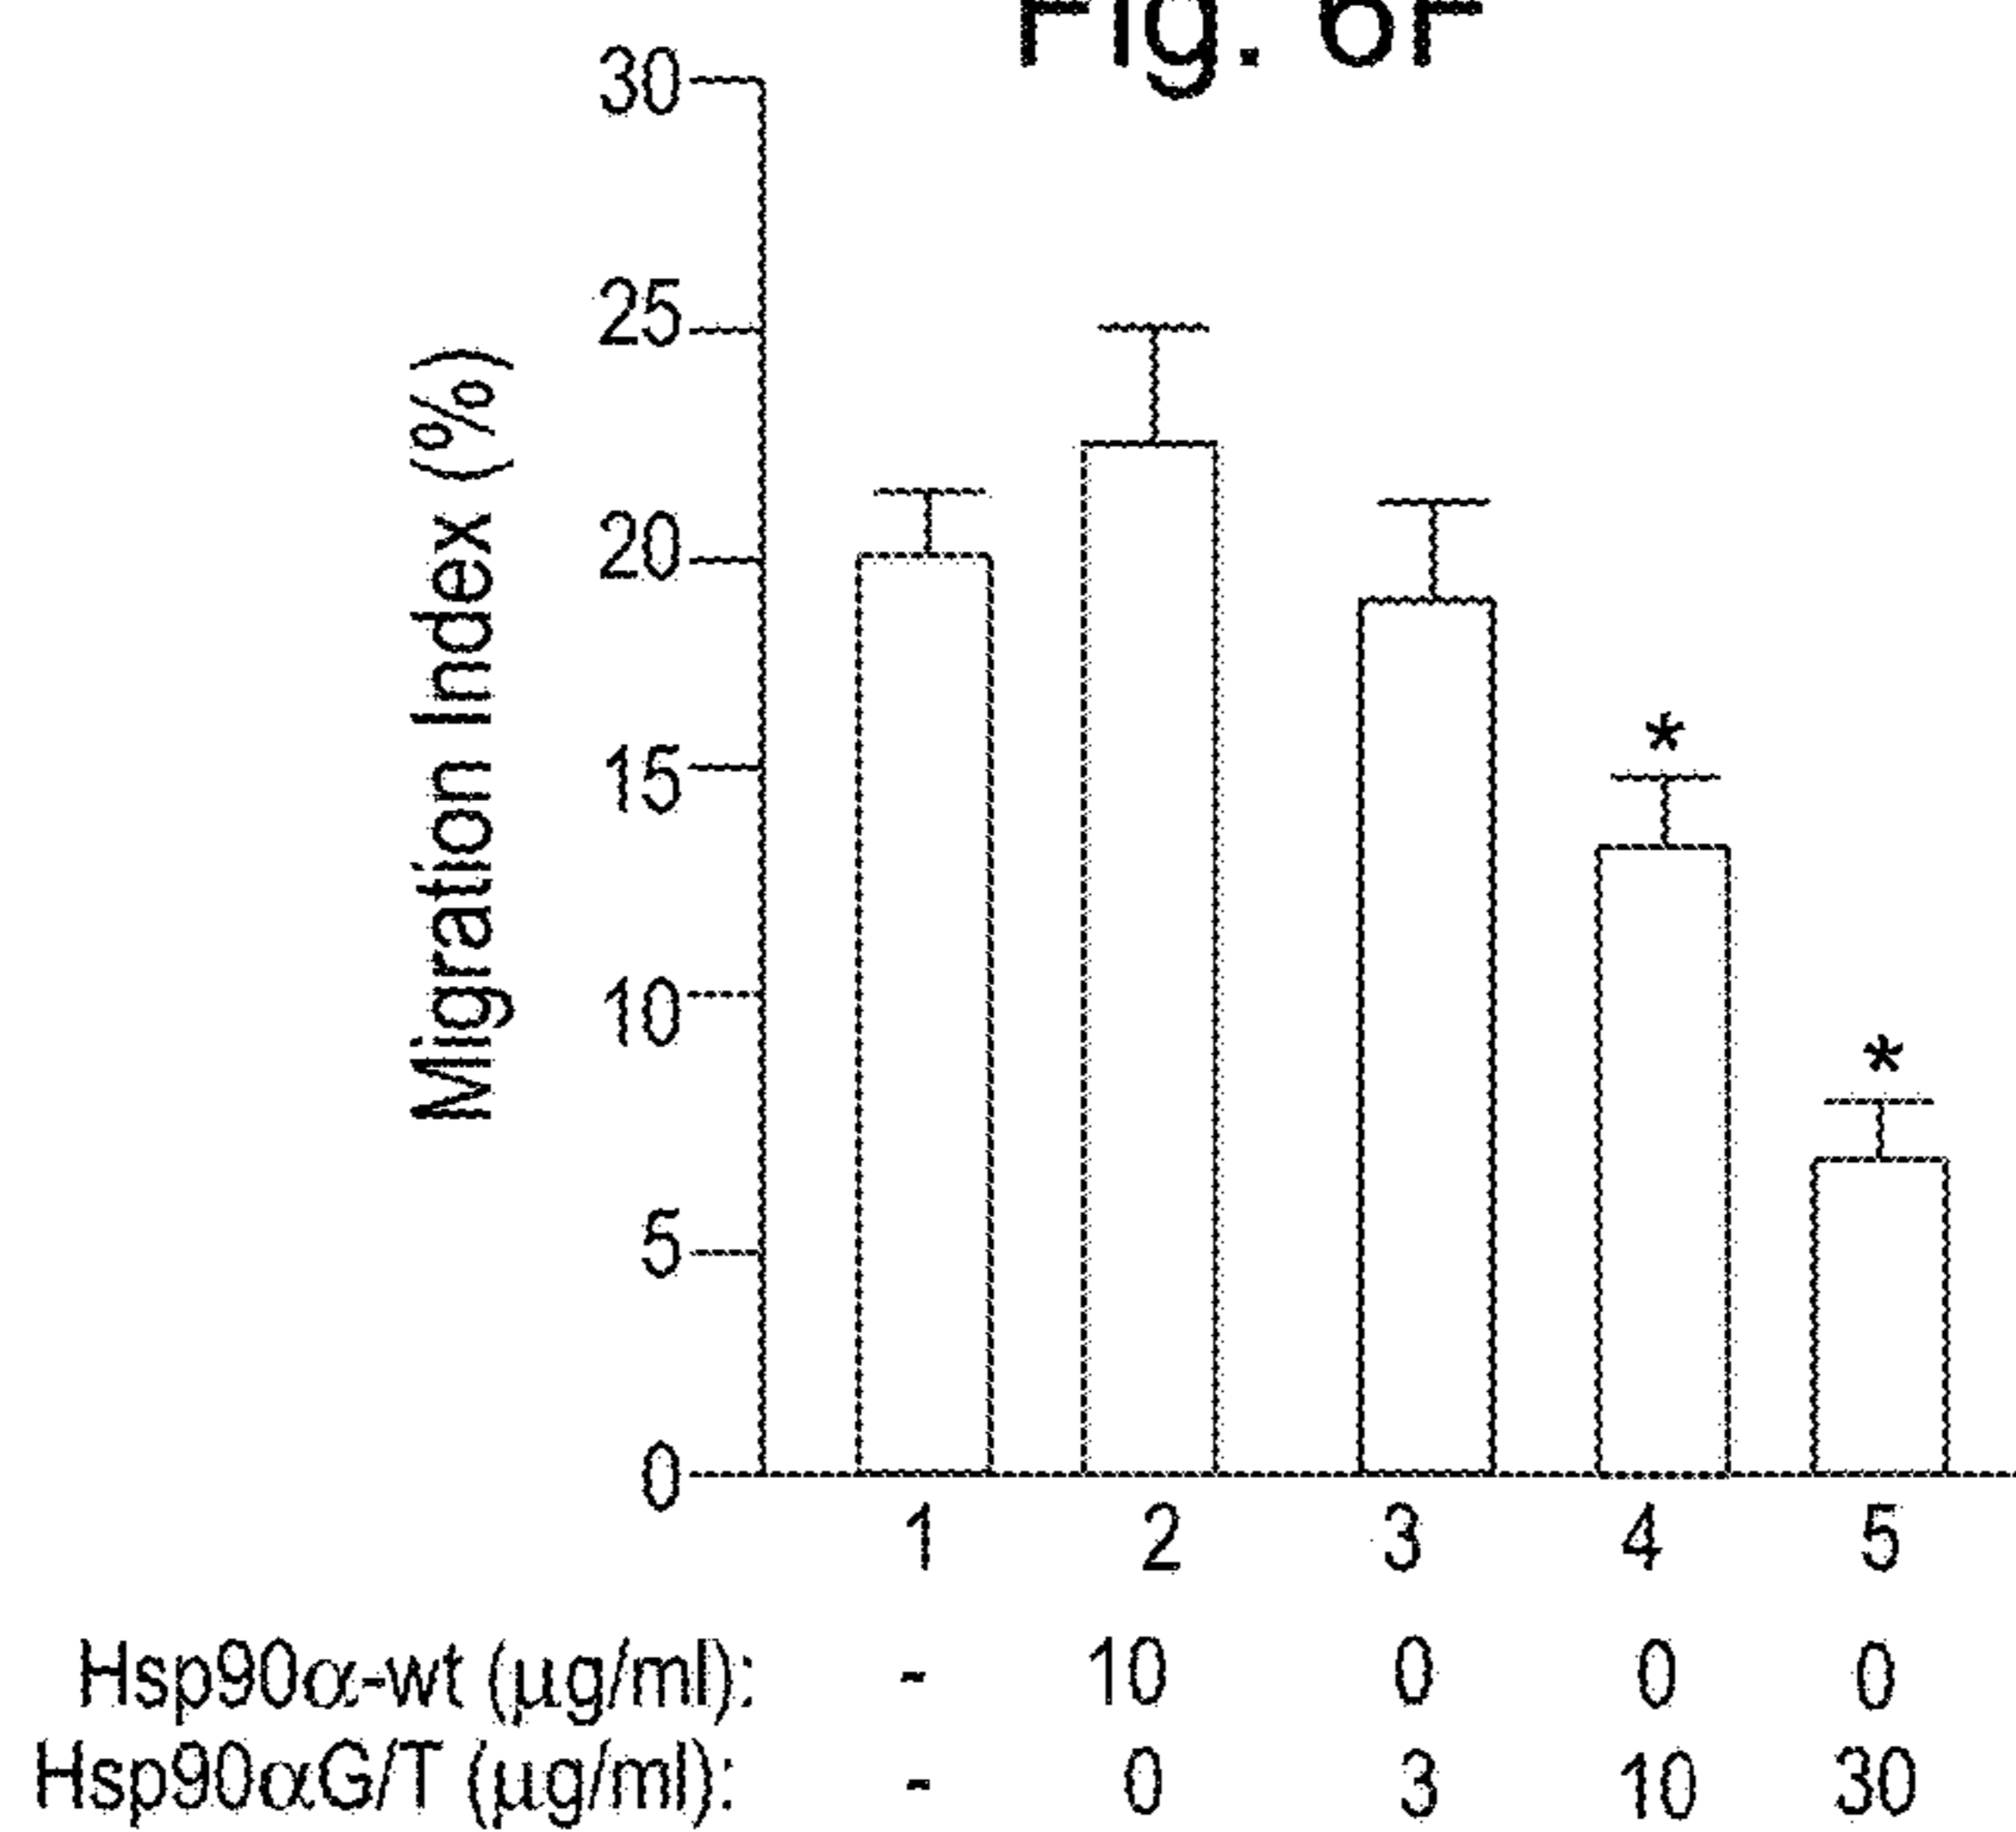 Fig. 6F
30
25
20
15
10
5
0
Migration Index (%)
*
*
1 2 3 4 5
Hsp90α-wt (µg/ml): - 10 0 0 0
Hsp90αG/T (µg/ml): - 0 3 10 30